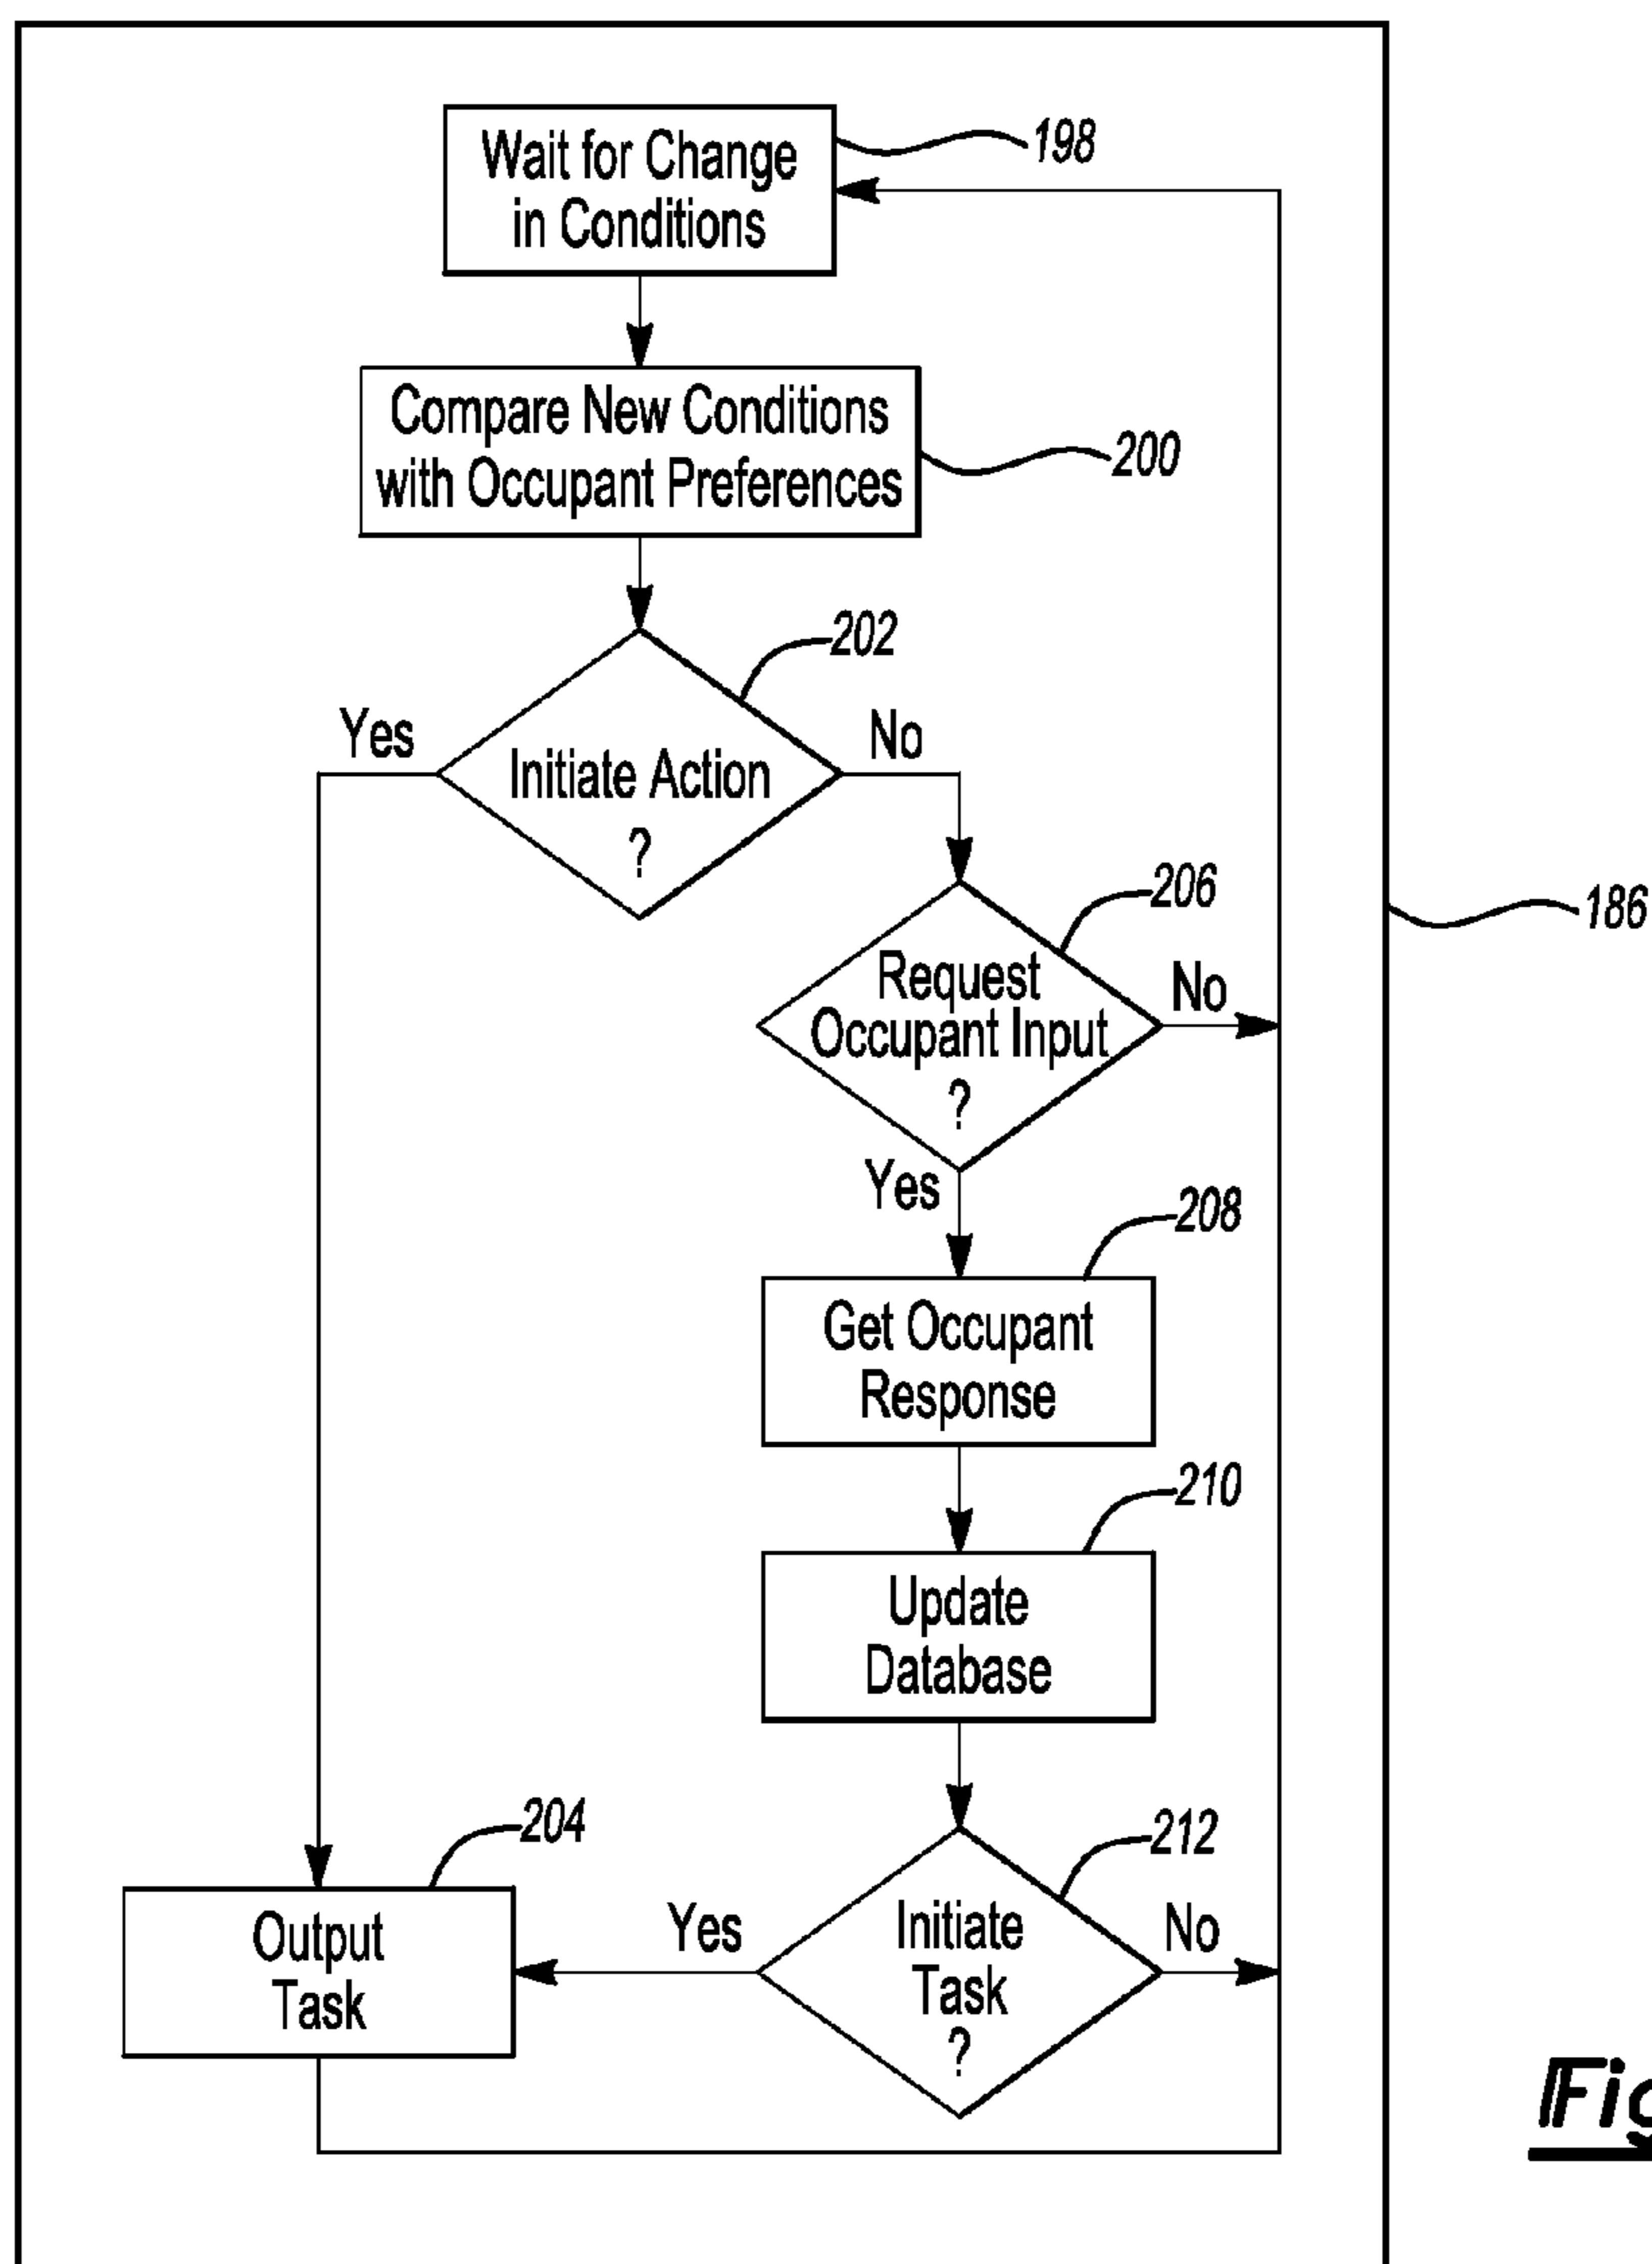 Wait for Change
in Conditions
198
Compare New Conditions
with Occupant Preferences
200
202
Yes
No
Initiate Action
?
206
186
Request
Occupant Input
?
No
Yes
208
Get Occupant
Response
210
Update
Database
204
212
Output
Task
Yes
Initiate
Task
?
No